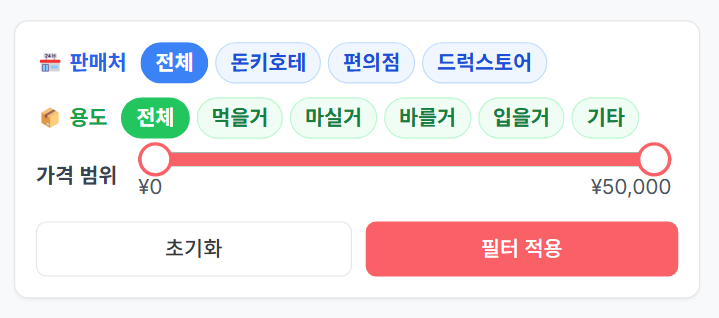 판매처 전체 돈키호테 편의점 드럭스토어
용도 전체 먹을거 마실거 바를거 입을거 기타
가격 범위
¥0 ¥50,000
초기화 필터 적용